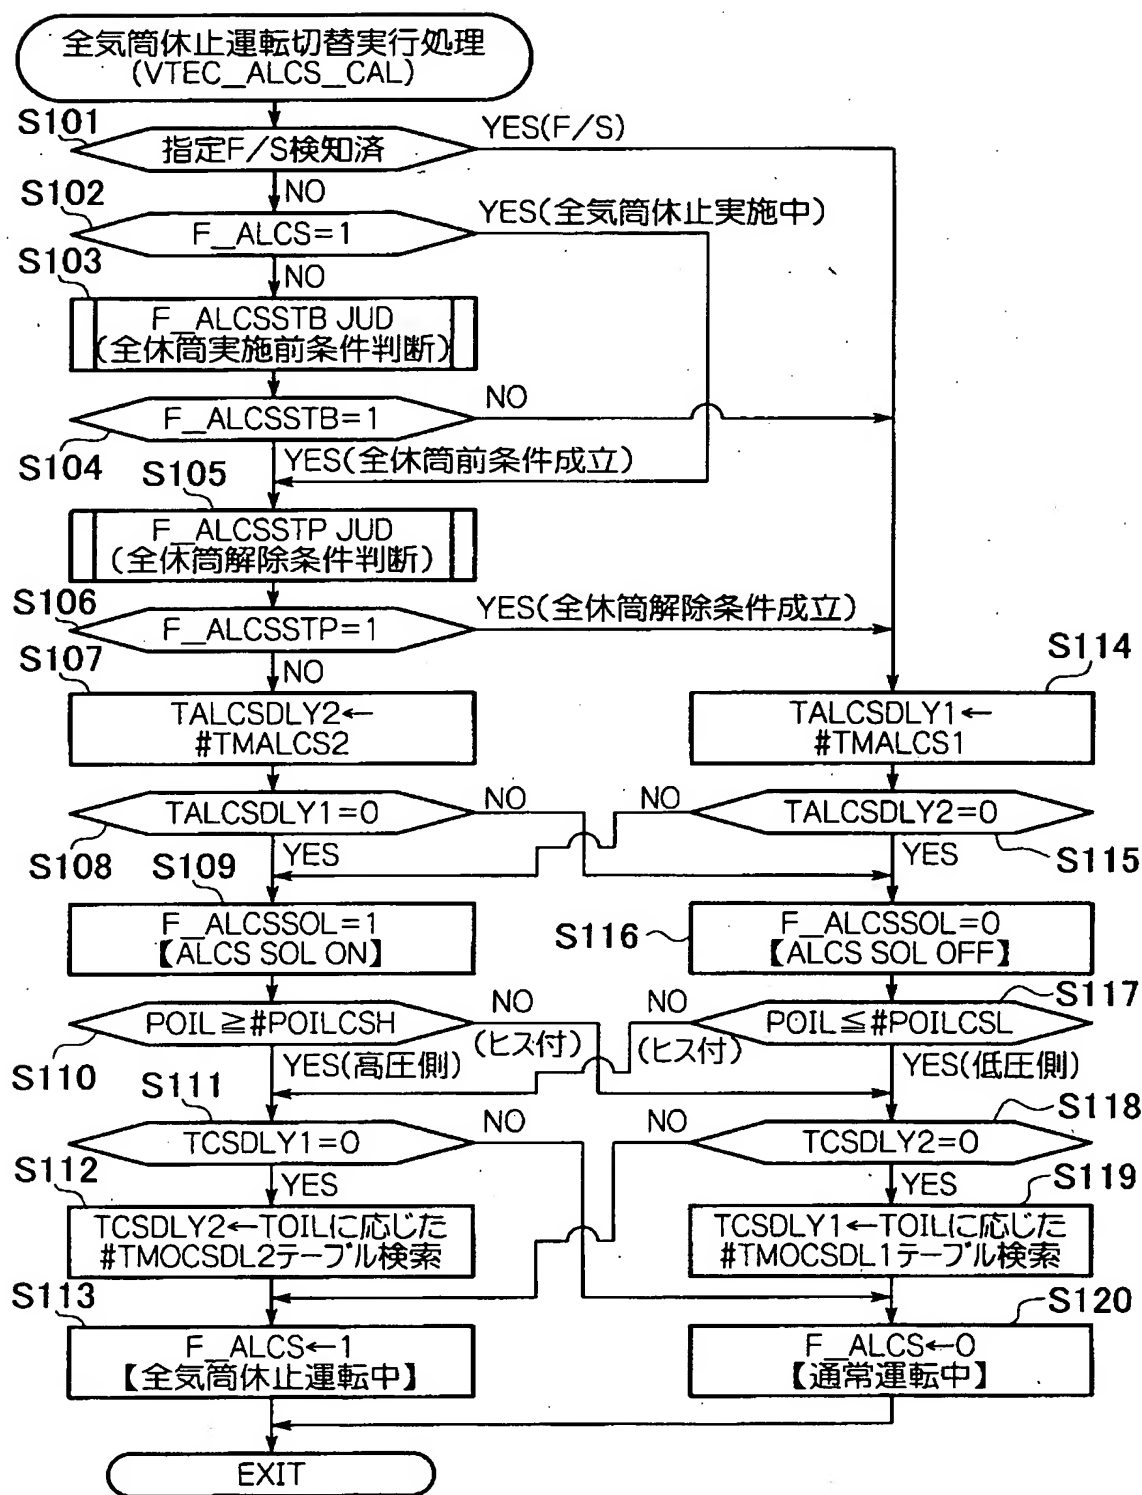 全気筒休止運転切替実行処理
(VTEC_ALCS_CAL)
S101
指定F/S検知済
YES(F/S)
NO
S102
F_ALCS=1
YES(全気筒休止実施中)
NO
S103
F_ALCSSTB JUD
(全休筒実施前条件判断)
F_ALCSSTB=1
NO
S104
YES(全休筒前条件成立)
S105
F_ALCSSTP JUD
(全休筒解除条件判断)
S106
F_ALCSSTP=1
YES(全休筒解除条件成立)
NO
S107
TALCSDLY2←
#TMALCS2
S114
TALCSDLY1←
#TMALCS1
TALCSDLY1=0
NO
NO
TALCSDLY2=0
S108
YES
YES
S115
S109
F_ALCSSOL=1
【ALCS SOL ON】
S116
F_ALCSSOL=0
【ALCS SOL OFF】
POIL≧#POILCSH
NO
(ヒス付)
NO
(ヒス付)
POIL≦#POILCSL
S117
S110
YES(高圧側)
YES(低圧側)
S111
TCSDLY1=0
NO
NO
TCSDLY2=0
S118
YES
YES
S112
TCSDLY2←TOILに応じた
#TMOCSDL2テーブル検索
S119
TCSDLY1←TOILに応じた
#TMOCSDL1テーブル検索
S113
F_ALCS←1
【全気筒休止運転中】
S120
F_ALCS←0
【通常運転中】
EXIT